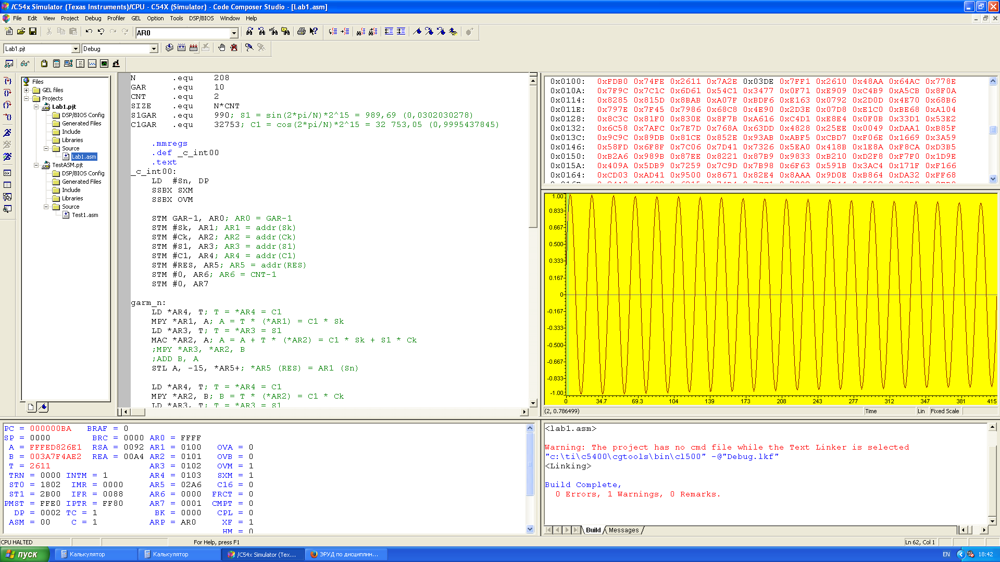 /C54x Simulator (Texas Instruments)/CPU - C54X (Simulator) - Code Composer Studio - [Lab1.asm]
File Edit View Project Debug Profiler GEL Option Tools DSP/BIOS Window Help
AR0
Lab1.pjt Debug
Files
GEL files
Projects
Lab1.pjt
DSP/BIOS Config
Generated Files
Include
Libraries
Source
Lab1.asm
TestASM.pjt
DSP/BIOS Config
Generated Files
Include
Libraries
Source
Test1.asm
N .equ 208
GAR .equ 10
CNT .equ 2
SIZE .equ N*CNT
S1GAR .equ 990; S1 = sin(2*pi/N)*2^15 = 989,69 (0,0302030278)
C1GAR .equ 32753; C1 = cos(2*pi/N)*2^15 = 32 753,05 (0,9995437845)
.mmregs
.def _c_int00
.text
_c_int00:
LD #Sn, DP
SSBX SXM
SSBX OVM
STM GAR-1, AR0; AR0 = GAR-1
STM #Sk, AR1; AR1 = addr(Sk)
STM #Ck, AR2; AR2 = addr(Ck)
STM #S1, AR3; AR3 = addr(S1)
STM #C1, AR4; AR4 = addr(C1)
STM #RES, AR5; AR5 = addr(RES)
STM #0, AR6; AR6 = CNT-1
STM #0, AR7
garm_n:
LD *AR4, T; T = *AR4 = C1
MPY *AR1, A; A = T * (*AR1) = C1 * Sk
LD *AR3, T; T = *AR3 = S1
MAC *AR2, A; A = A + T * (*AR2) = C1 * Sk + S1 * Ck
;MPY *AR3, *AR2, B
;ADD B, A
STL A, -15, *AR5+; *AR5 (RES) = AR1 (Sn)
LD *AR4, T; T = *AR4 = C1
MPY *AR2, B; B = T * (*AR2) = C1 * Ck
LD *AR3, T; T = *AR3 = S1
0x0100: 0xFDB0 0x74FE 0x2611 0x7A2E 0x03DE 0x7FF1 0x2610 0x48AA 0x64AC 0x778E
0x010A: 0x7F9C 0x7C1C 0x6D61 0x54C1 0x3477 0x0F71 0xE909 0xC4B9 0xA5CB 0x8F0A
0x0114: 0x8285 0x815D 0x8BAB 0xA07F 0xBDF6 0xE163 0x0792 0x2D0D 0x4E70 0x68B6
0x011E: 0x797E 0x7F45 0x7986 0x68C8 0x4E90 0x2D3E 0x07D8 0xE1C0 0xBE68 0xA104
0x0128: 0x8C3C 0x81F0 0x830E 0x8F7B 0xA616 0xC4D1 0xE8E4 0x0F0B 0x33D1 0x53E2
0x0132: 0x6C58 0x7AFC 0x7E7D 0x768A 0x63DD 0x4828 0x25EE 0x0049 0xDAA1 0xB85F
0x013C: 0x9C9C 0x89DB 0x81CE 0x852E 0x93AB 0xABF5 0xCBD7 0xF06E 0x1669 0x3A59
0x0146: 0x58FD 0x6F8F 0x7C06 0x7D41 0x7326 0x5EA0 0x418B 0x1E8A 0xF8CA 0xD3B5
0x0150: 0xB2A6 0x989B 0x87EE 0x8221 0x87B9 0x9833 0xB210 0xD2F8 0xF7F0 0x1D9E
0x015A: 0x409A 0x5DB9 0x7259 0x7C9D 0x7B98 0x6F63 0x591B 0x3AC4 0x171F 0xF166
0x0164: 0xCD03 0xAD41 0x9500 0x8671 0x82E4 0x8AAA 0x9D0E 0xB864 0xDA32 0xFF68
1.00
0.833
0.667
0.500
0.333
0.167
0
-0.167
-0.333
-0.500
-0.667
-0.833
-1.00
0 34.7 69.3 104 139 173 208 243 277 312 347 381 415
(2, 0.786499) Time Lin Fixed Scale
PC = 000000BA BRAF = 0
SP = 0000 BRC = 0000 AR0 = FFFF
A = FFFED826E1 RSA = 0092 AR1 = 0100 OVA = 0
B = 003A7F4AE2 REA = 00A4 AR2 = 0101 OVB = 0
T = 2611 AR3 = 0102 OVM = 1
TRN = 0000 INTM = 1 AR4 = 0103 SXM = 1
ST0 = 1802 IMR = 0000 AR5 = 02A6 C16 = 0
ST1 = 2B00 IFR = 0088 AR6 = 0000 FRCT = 0
PMST = FFE0 IPTR = FF80 AR7 = 0001 CMPT = 0
DP = 0002 TC = 1 BK = 0000 CPL = 0
ASM = 00 C = 1 ARP = AR0 XF = 1
HM = 0
<lab1.asm>
Warning: The project has no cmd file while the Text Linker is selected
"c:\ti\c5400\cgtools\bin\cl500" -@"Debug.lkf"
<Linking>
Build Complete,
0 Errors, 1 Warnings, 0 Remarks.
Build Messages
CPU HALTED For Help, press F1 Ln 62, Col 1
пуск Калькулятор Калькулятор /C54x Simulator (Tex... ЭРУД по дисциплин... EN 18:42